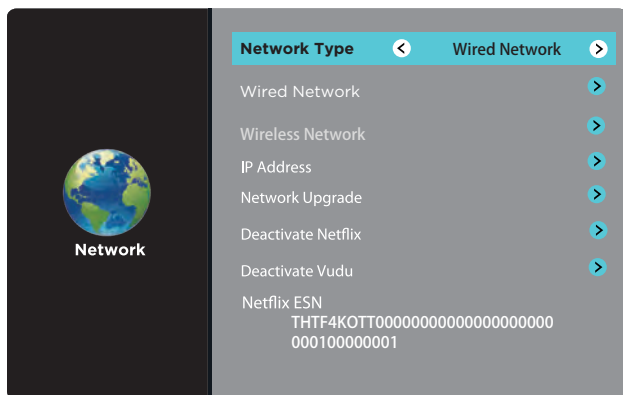 Network Type < Wired Network >
Wired Network >
Wireless Network >
IP Address >
Network Upgrade >
Deactivate Netflix >
Deactivate Vudu >
Netflix ESN
THTF4KOTT00000000000000000000
000100000001
Network